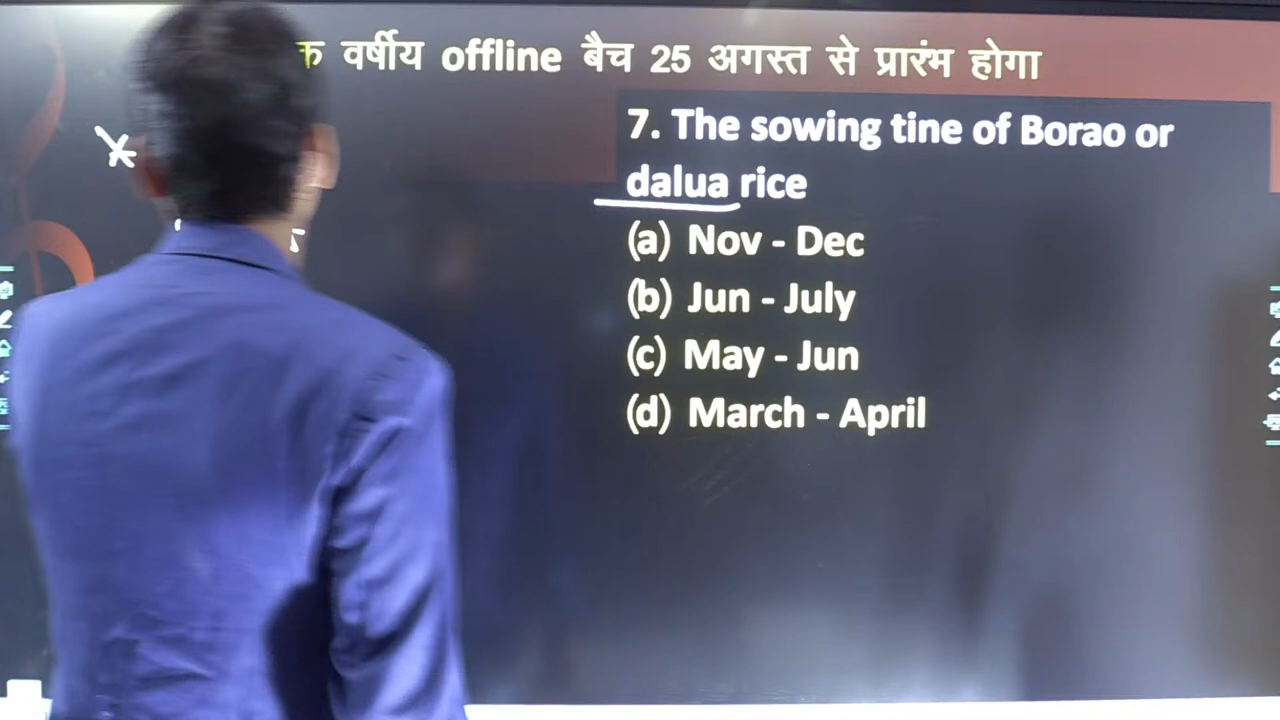 वर्षीय offline बैच 25 अगस्त से प्रारंभ होगा
7. The sowing tine of Borao or
dalua rice
(a) Nov - Dec
(b) Jun - July
(c) May - Jun
(d) March - April